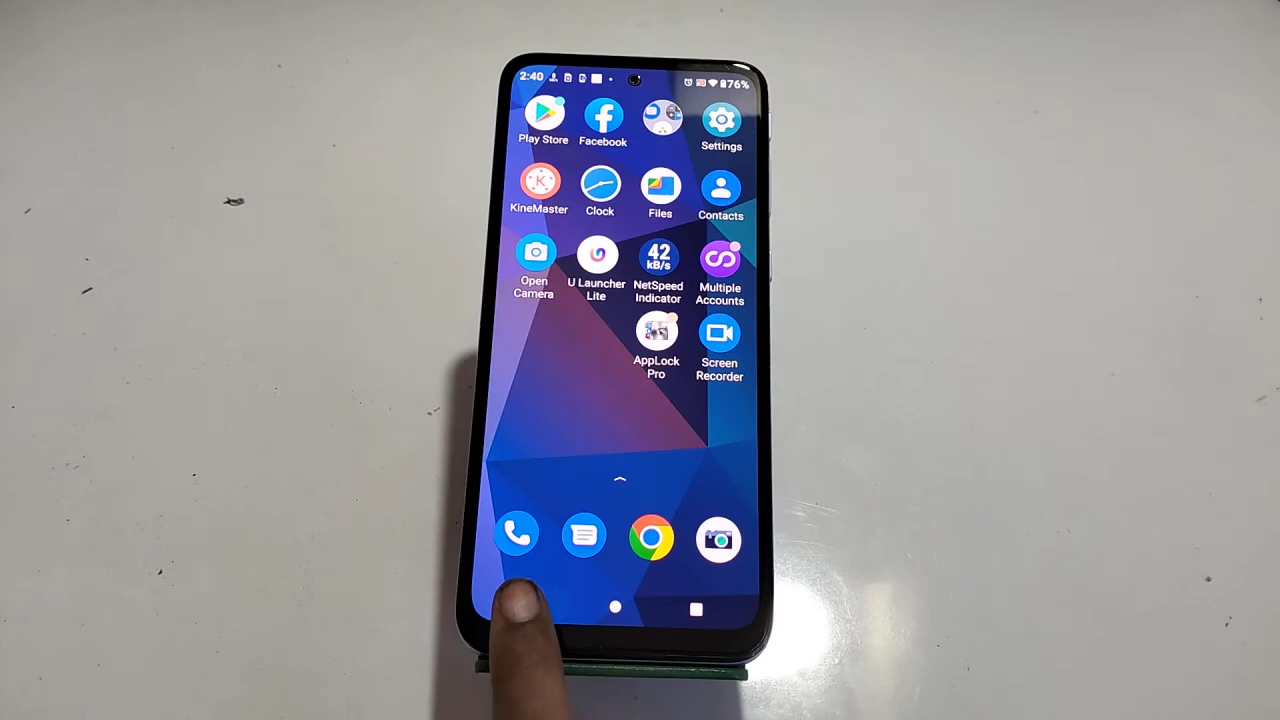 2:40
76%
Play Store
Facebook
Settings
KineMaster
Clock
Files
Contacts
42
kB/s
Open
Camera
U Launcher
Lite
NetSpeed
Indicator
Multiple
Accounts
AppLock
Pro
Screen
Recorder